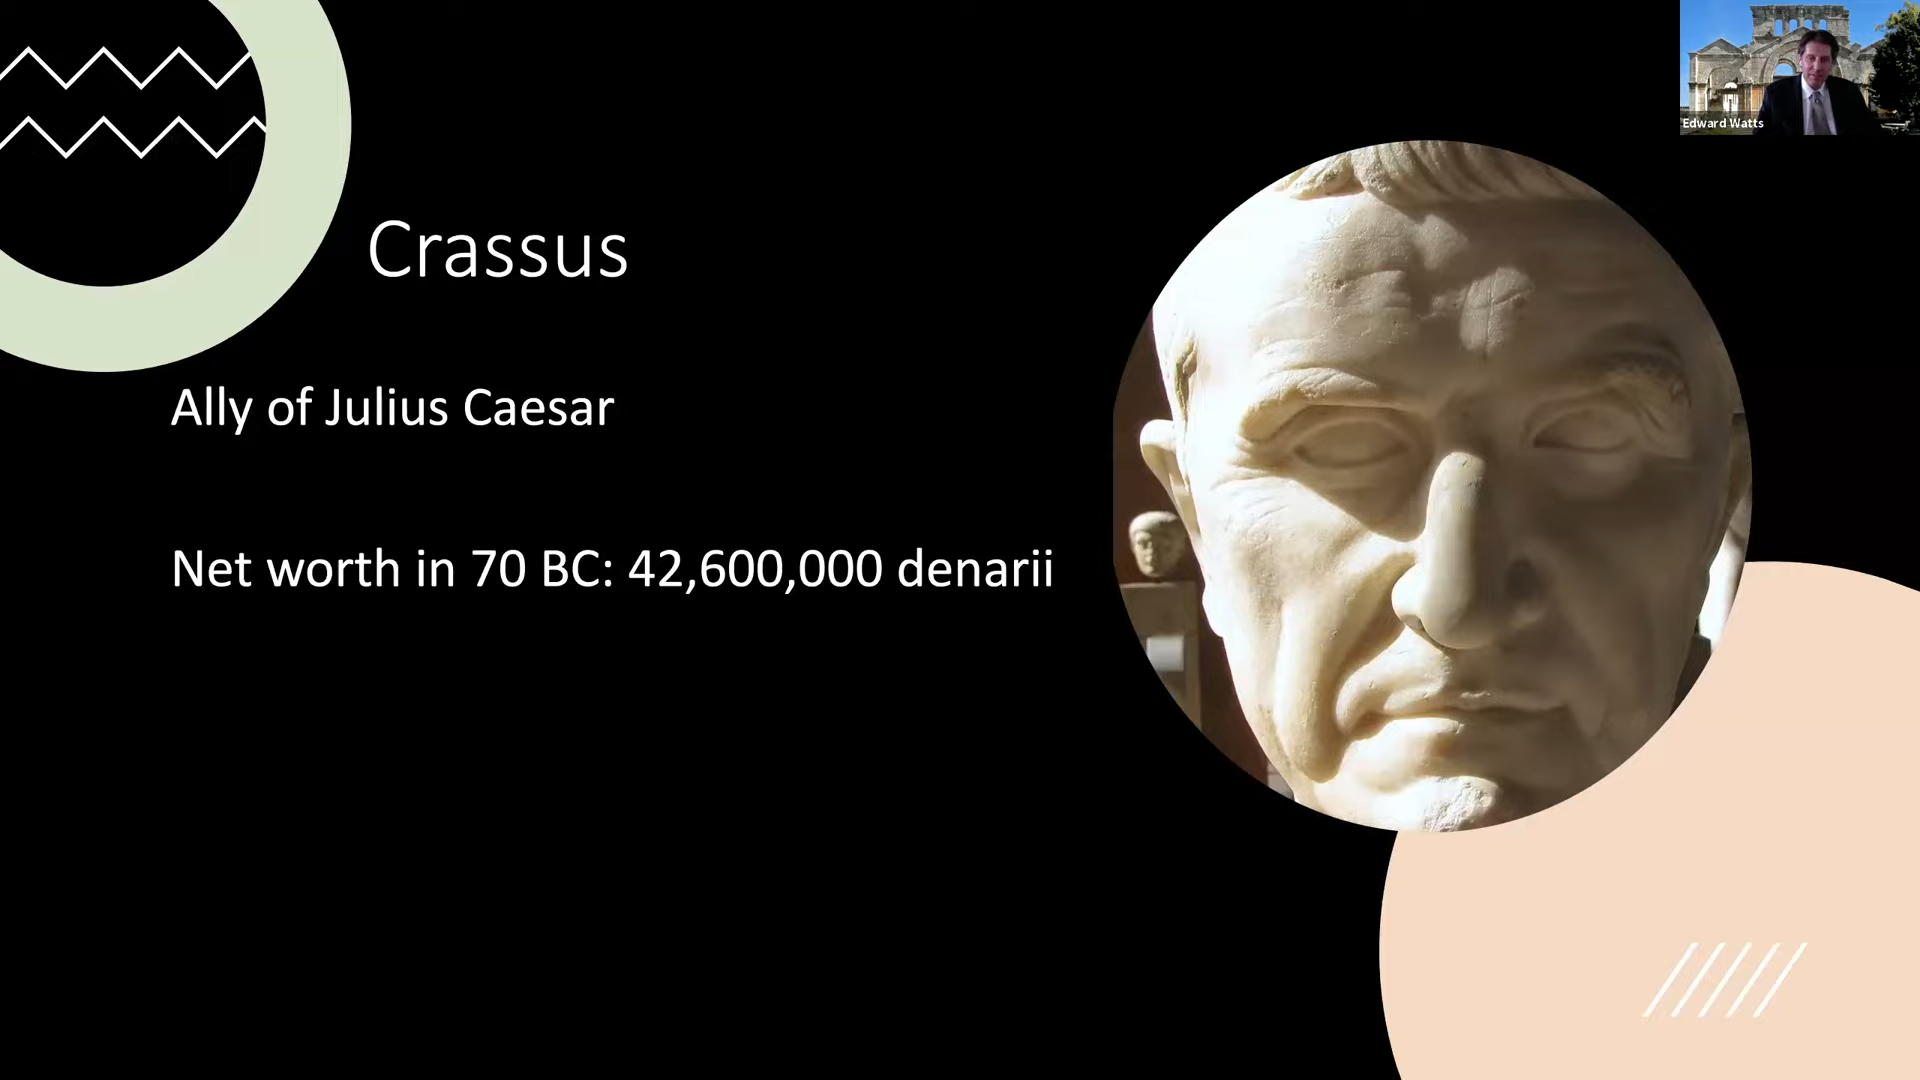 Edward Watts
Crassus
Ally of Julius Caesar
Net worth in 70 BC: 42,600,000 denarii